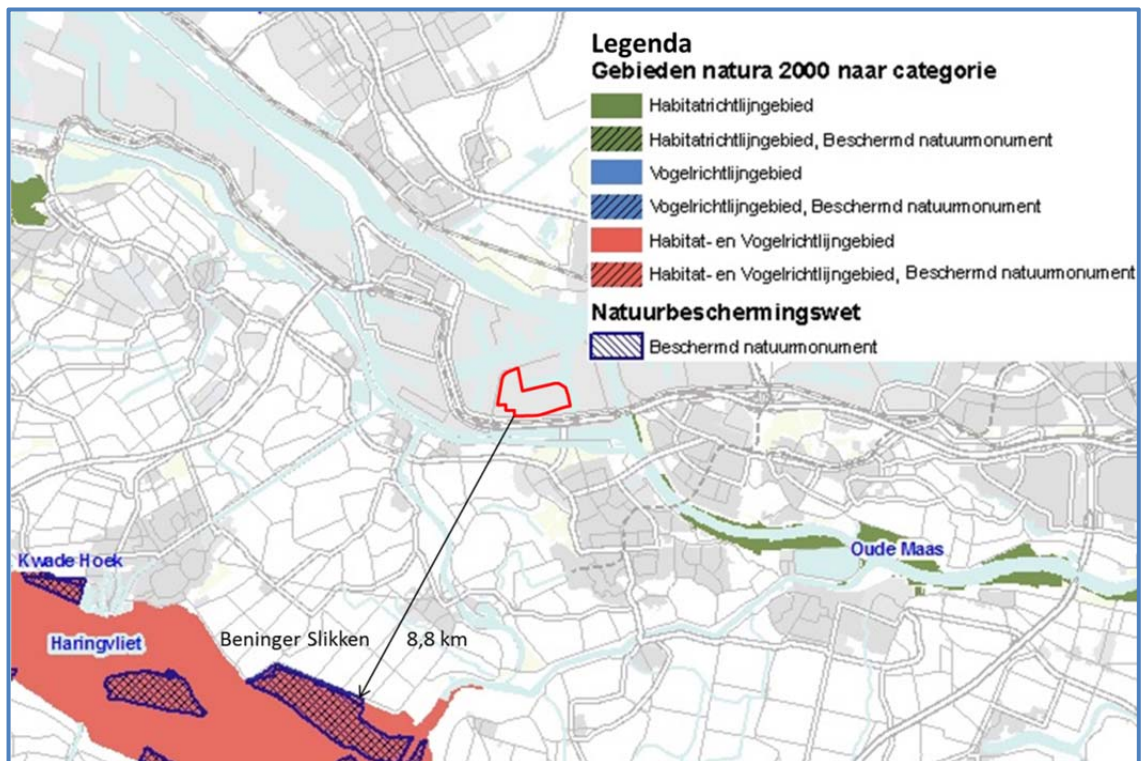 Legenda
Gebieden natura 2000 naar categorie
Habitatrichtlijngebied
Habitatrichtlijngebied, Beschermd natuurmonument
Vogelrichtlijngebied
Vogelrichtlijngebied, Beschermd natuurmonument
Habitat- en Vogelrichtlijngebied
Habitat- en Vogelrichtlijngebied, Beschermd natuurmonument
Natuurbeschermingswet
Beschermd natuurmonument
Oude Maas
Kwade Hoek
Haringvliet
Beninger Slikken 8,8 km